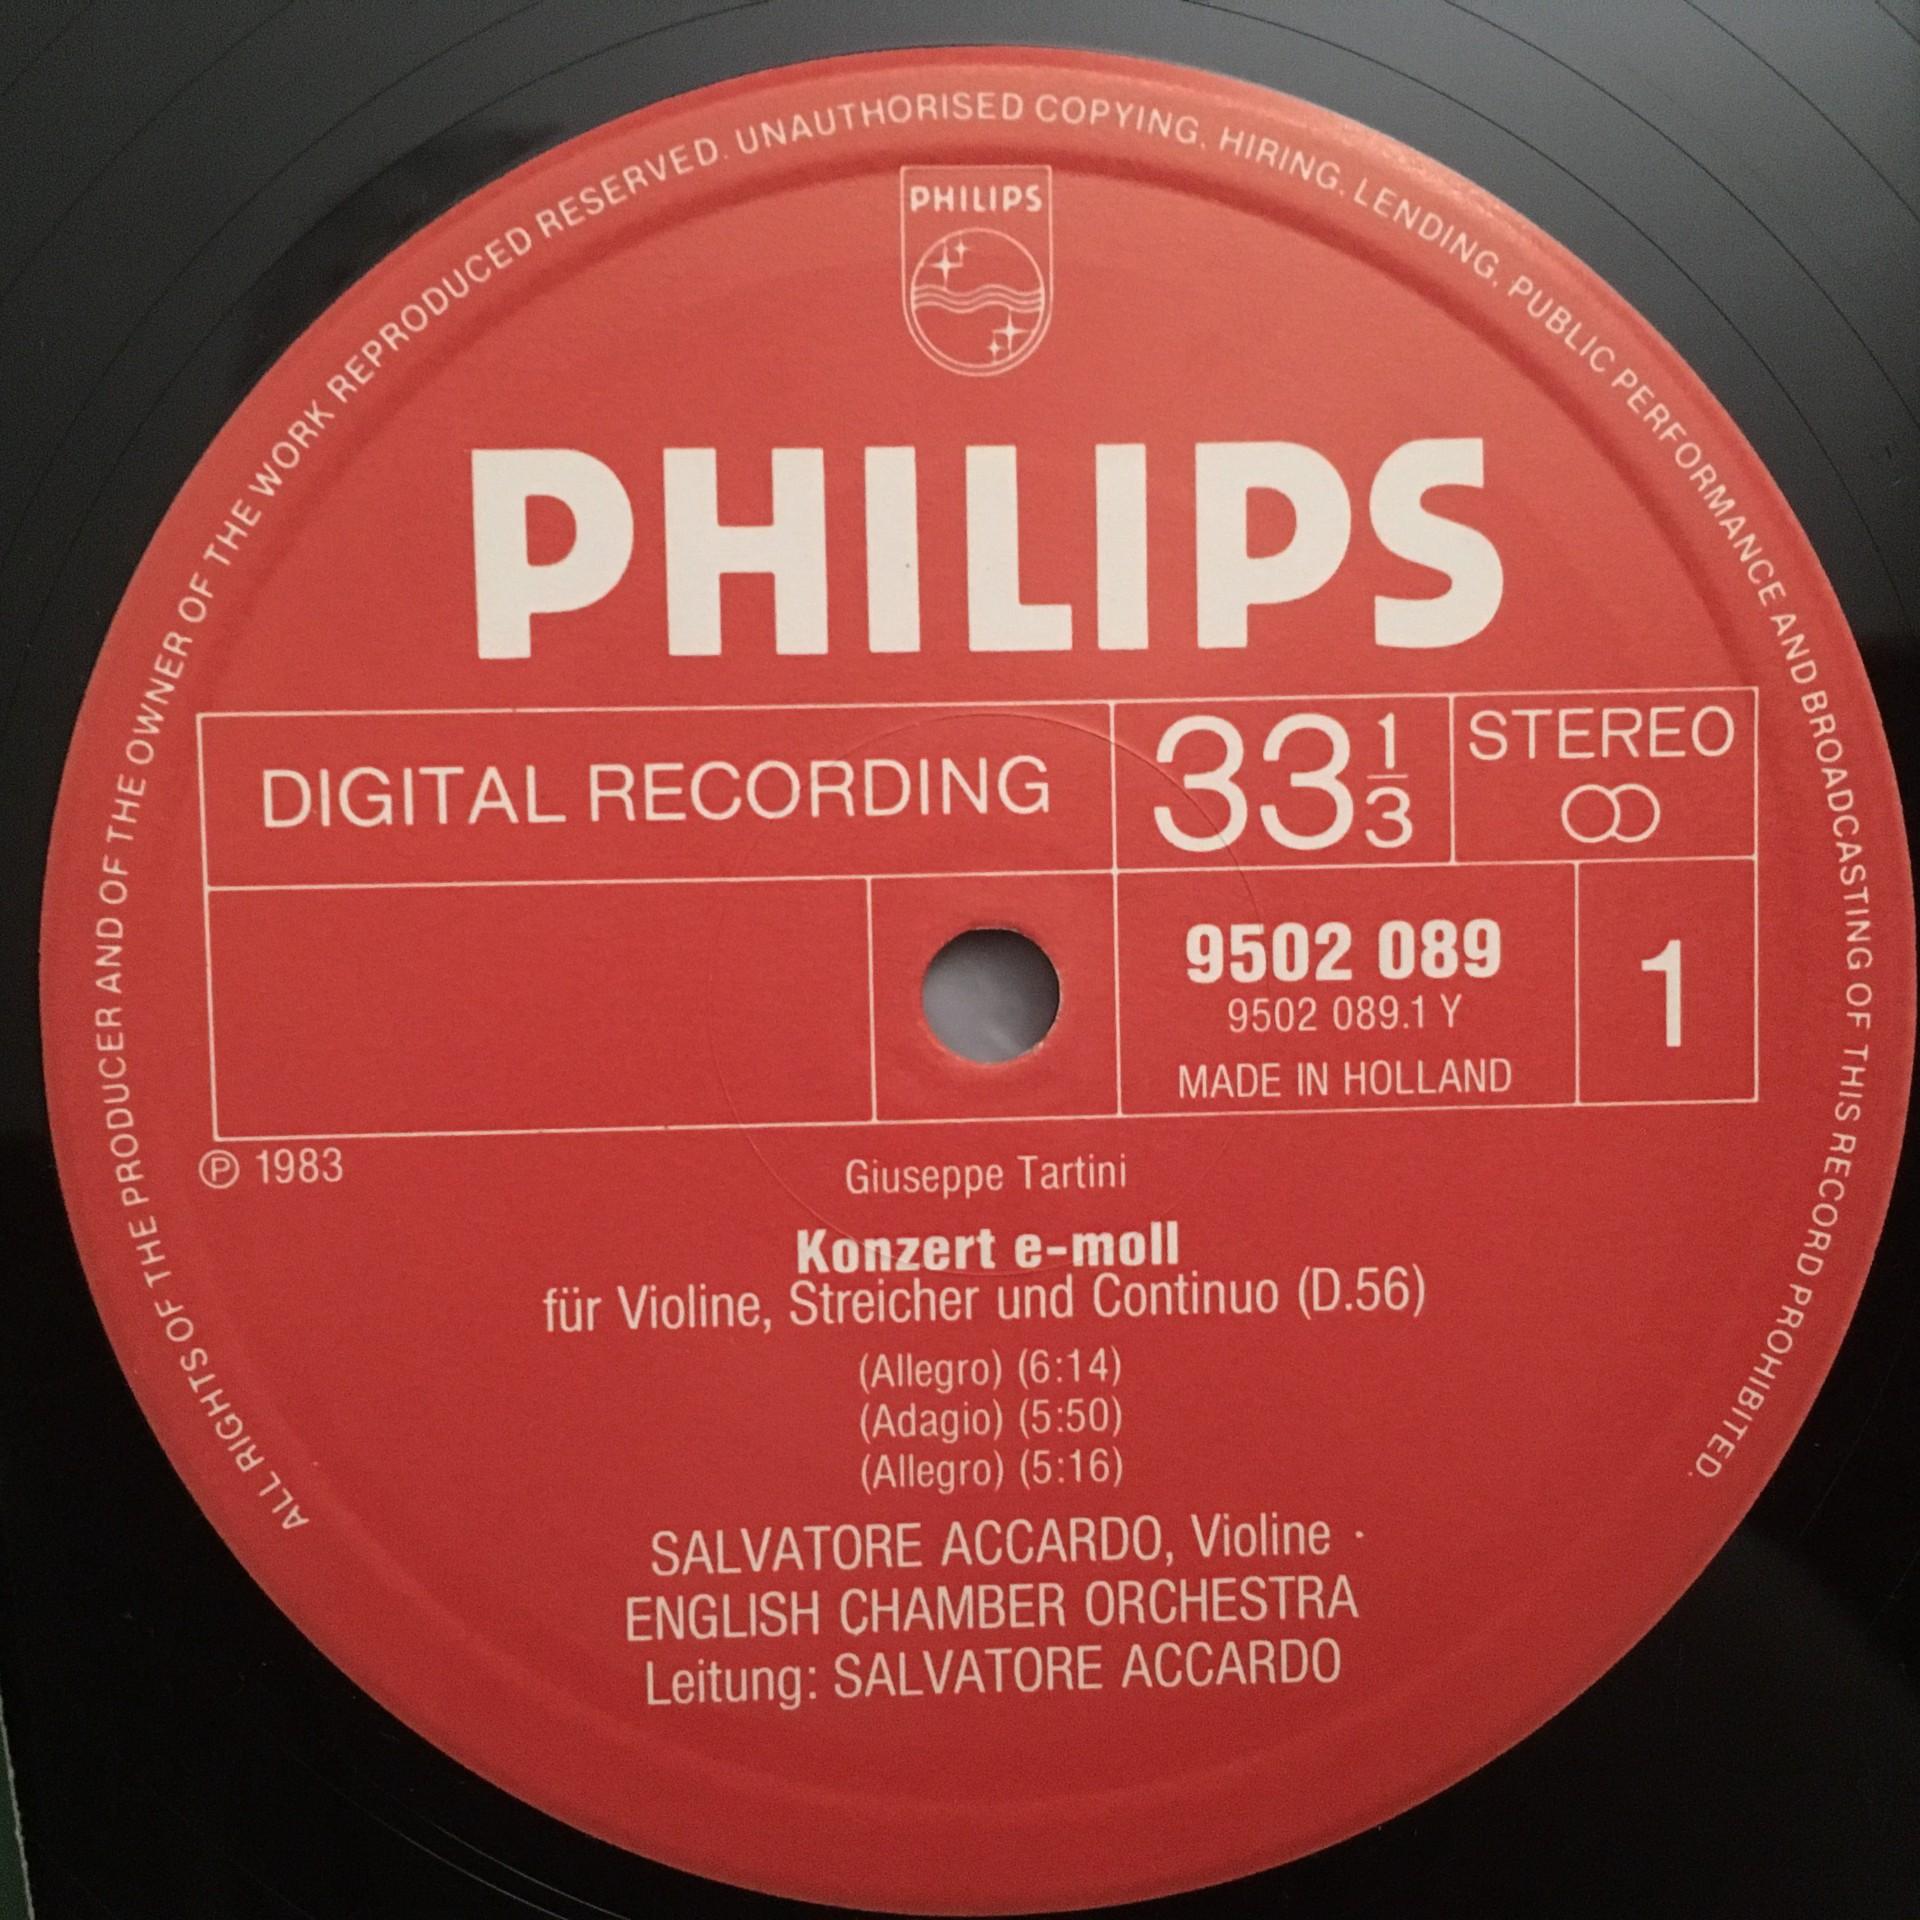 ALL RIGHTS OF THE PRODUCER AND OF THE OWNER OF THE WORK REPRODUCED RESERVED. UNAUTHORISED COPYING, HIRING, LENDING, PUBLIC PERFORMANCE AND BROADCASTING OF THIS RECORD PROHIBITED.
PHILIPS
PHILIPS
DIGITAL RECORDING
33 1/3
STEREO
9502 089
9502 089.1 Y
MADE IN HOLLAND
1
℗ 1983
Giuseppe Tartini
Konzert e-moll
für Violine, Streicher und Continuo (D.56)
(Allegro) (6:14)
(Adagio) (5:50)
(Allegro) (5:16)
SALVATORE ACCARDO, Violine ·
ENGLISH CHAMBER ORCHESTRA
Leitung: SALVATORE ACCARDO